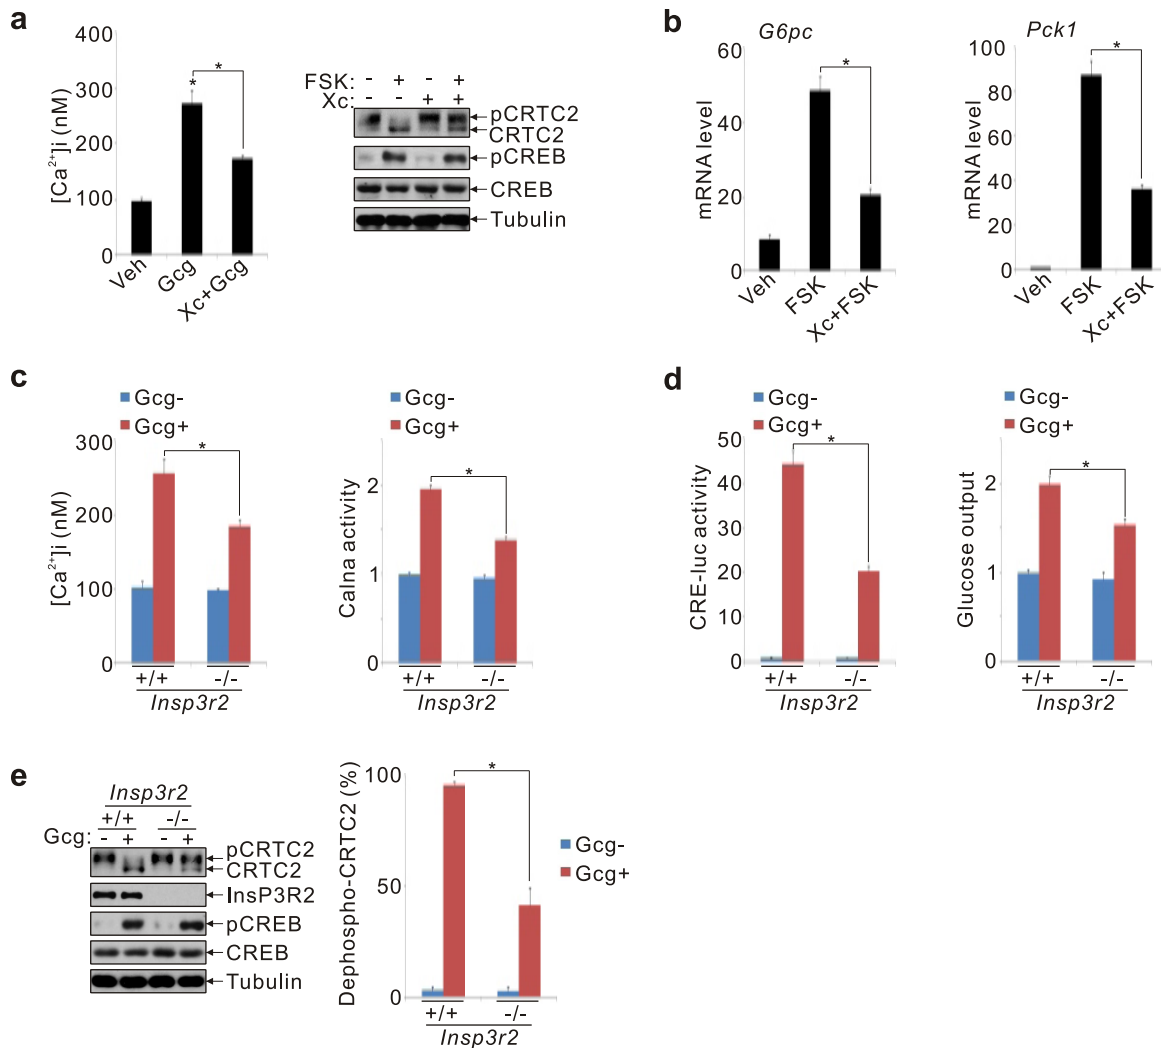 a
400
300
200
100
0
[Ca²⁺]i (nM)
*
*
Veh
Gcg
Xc+Gcg
FSK: - + - +
Xc: - - + +
pCRTC2
CRTC2
pCREB
CREB
Tubulin
b
G6pc
60
40
20
0
mRNA level
*
Veh
FSK
Xc+FSK
Pck1
100
80
60
40
20
0
mRNA level
*
Veh
FSK
Xc+FSK
c
Gcg-
Gcg+
300
200
100
0
[Ca²⁺]i (nM)
*
+/+ -/-
Insp3r2
Gcg-
Gcg+
2
1
0
Calna activity
*
+/+ -/-
Insp3r2
d
Gcg-
Gcg+
50
40
30
20
10
0
CRE-luc activity
*
+/+ -/-
Insp3r2
Gcg-
Gcg+
2
1
0
Glucose output
*
+/+ -/-
Insp3r2
e
Insp3r2
+/+ -/-
Gcg: - + - +
pCRTC2
CRTC2
InsP3R2
pCREB
CREB
Tubulin
100
50
0
Dephospho-CRTC2 (%)
*
Gcg-
Gcg+
+/+ -/-
Insp3r2